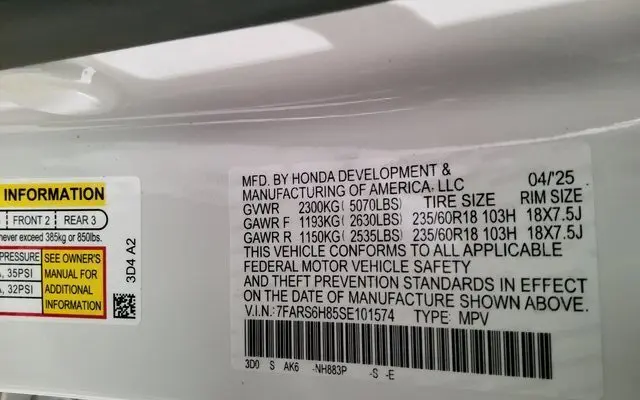 INFORMATION
FRONT 2 | REAR 3
never exceed 385kg or 850lbs.
PRESSURE
35PSI
32PSI
SEE OWNER'S
MANUAL FOR
ADDITIONAL
INFORMATION
3D4 A2
MFD. BY HONDA DEVELOPMENT & 04/'25
MANUFACTURING OF AMERICA, LLC
GVWR 2300KG( 5070LBS) TIRE SIZE RIM SIZE
GAWR F 1193KG( 2630LBS) 235/60R18 103H 18X7.5J
GAWR R 1150KG( 2535LBS) 235/60R18 103H 18X7.5J
THIS VEHICLE CONFORMS TO ALL APPLICABLE
FEDERAL MOTOR VEHICLE SAFETY
AND THEFT PREVENTION STANDARDS IN EFFECT
ON THE DATE OF MANUFACTURE SHOWN ABOVE.
V.I.N.:7FARS6H85SE101574 TYPE: MPV
3D0 S AK6 -NH883P -S -E